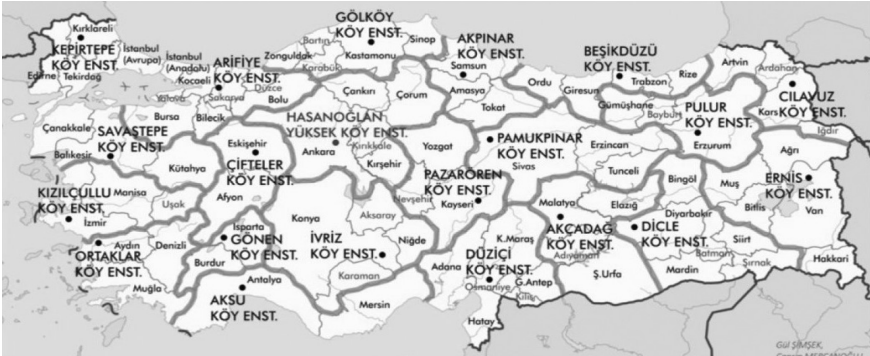 Kırklareli
KEPİRTEPE
KÖY ENST.
Edirne
Tekirdağ
İstanbul
(Avrupa)
İstanbul
(Anadolu)
Kocaeli
Yalova
ARİFİYE
KÖY ENST.
Sakarya
Düzce
Bolu
Zonguldak
Bartın
Karabük
GÖLKÖY
KÖY ENST.
Kastamonu
Sinop
AKPINAR
KÖY ENST.
Samsun
Amasya
Tokat
Ordu
Giresun
BEŞİKDÜZÜ
KÖY ENST.
Trabzon
Rize
Artvin
Ardahan
Gümüşhane
Bayburt
PULUR
KÖY ENST.
Erzurum
CILAVUZ
KÖY ENST.
Kars
Iğdır
Ağrı
Çanakkale
Balıkesir
SAVAŞTEPE
KÖY ENST.
Bursa
Bilecik
Kütahya
Eskişehir
ÇİFTELER
KÖY ENST.
Afyon
Çankırı
Çorum
HASANOĞLAN
YÜKSEK KÖY ENST.
Ankara
Kırıkkale
Kırşehir
Yozgat
PAMUKPINAR
KÖY ENST.
Sivas
Erzincan
Tunceli
Bingöl
Muş
ERNİS
KÖY ENST.
Van
Bitlis
KIZILÇULLU
KÖY ENST.
İzmir
Manisa
Uşak
Nevşehir
PAZARÖREN
KÖY ENST.
Kayseri
Malatya
AKÇADAĞ
KÖY ENST.
Adıyaman
Elazığ
Diyarbakır
DİCLE
KÖY ENST.
Batman
Siirt
Şırnak
Hakkari
Mardin
Ş.Urfa
ORTAKLAR
KÖY ENST.
Aydın
Denizli
Muğla
Isparta
GÖNEN
KÖY ENST.
Burdur
Antalya
AKSU
KÖY ENST.
Konya
İVRİZ
KÖY ENST.
Aksaray
Niğde
Karaman
Mersin
Adana
K.Maraş
DÜZİÇİ
KÖY ENST.
Osmaniye
G.Antep
Kilis
Hatay
GÜL ŞİMŞEK,